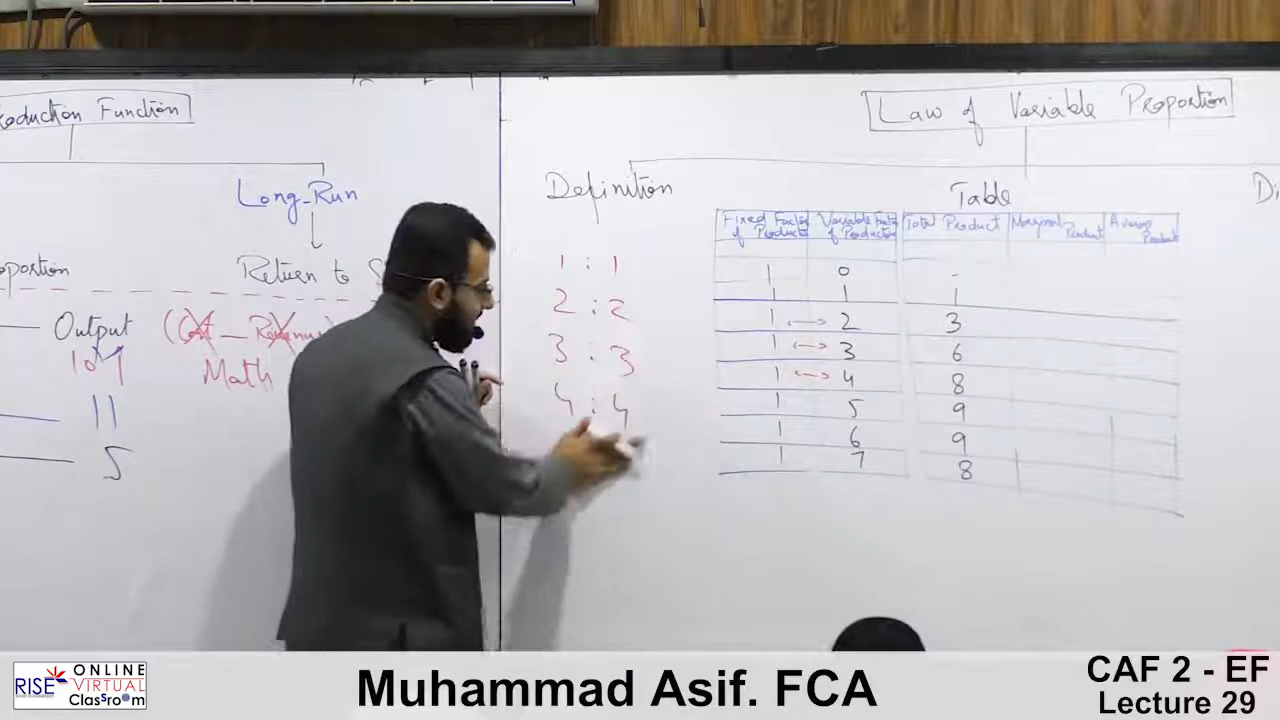 Production Function
Long-Run
Return to S
Output (Cost - Revenue
10 9 Math
11
5
Law of Variable Proportion
Definition
Table
1 : 1
2 : 2
3 : 3
4 : 4
Fixed Factor of Production Variable Factor of Production Total Product Marginal Product Average Product
1 0 -
1 1 1
1 ↔ 2 3
1 ↔ 3 6
1 ↔ 4 8
1 5 9
1 6 9
1 7 8
RISE ONLINE VIRTUAL Classroom
Muhammad Asif. FCA
CAF 2 - EF
Lecture 29